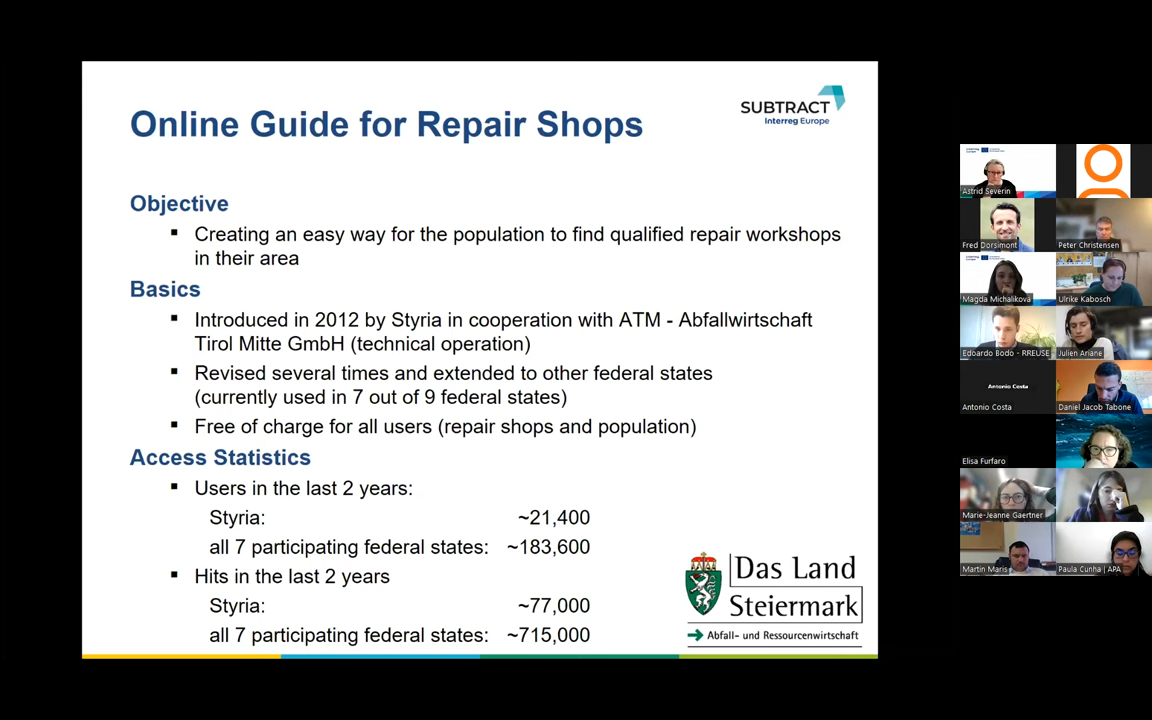 Online Guide for Repair Shops
SUBTRACT
Interreg Europe
Objective
▪ Creating an easy way for the population to find qualified repair workshops
in their area
Basics
▪ Introduced in 2012 by Styria in cooperation with ATM - Abfallwirtschaft
Tirol Mitte GmbH (technical operation)
▪ Revised several times and extended to other federal states
(currently used in 7 out of 9 federal states)
▪ Free of charge for all users (repair shops and population)
Access Statistics
▪ Users in the last 2 years:
Styria: ~21,400
all 7 participating federal states: ~183,600
▪ Hits in the last 2 years
Styria: ~77,000
all 7 participating federal states: ~715,000
Das Land
Steiermark
Abfall- und Ressourcenwirtschaft
Astrid Severin
Fred Dorsimont
Peter Christensen
Magda Michaliková
Ulrike Kabosch
Edoardo Bodo - RREUSE
Julien Ariane
Antonio Costa
Antonio Costa
Daniel Jacob Tabone
Elisa Furfaro
Marie-Jeanne Gaertner
Martin Maris
Paula Cunha | APA